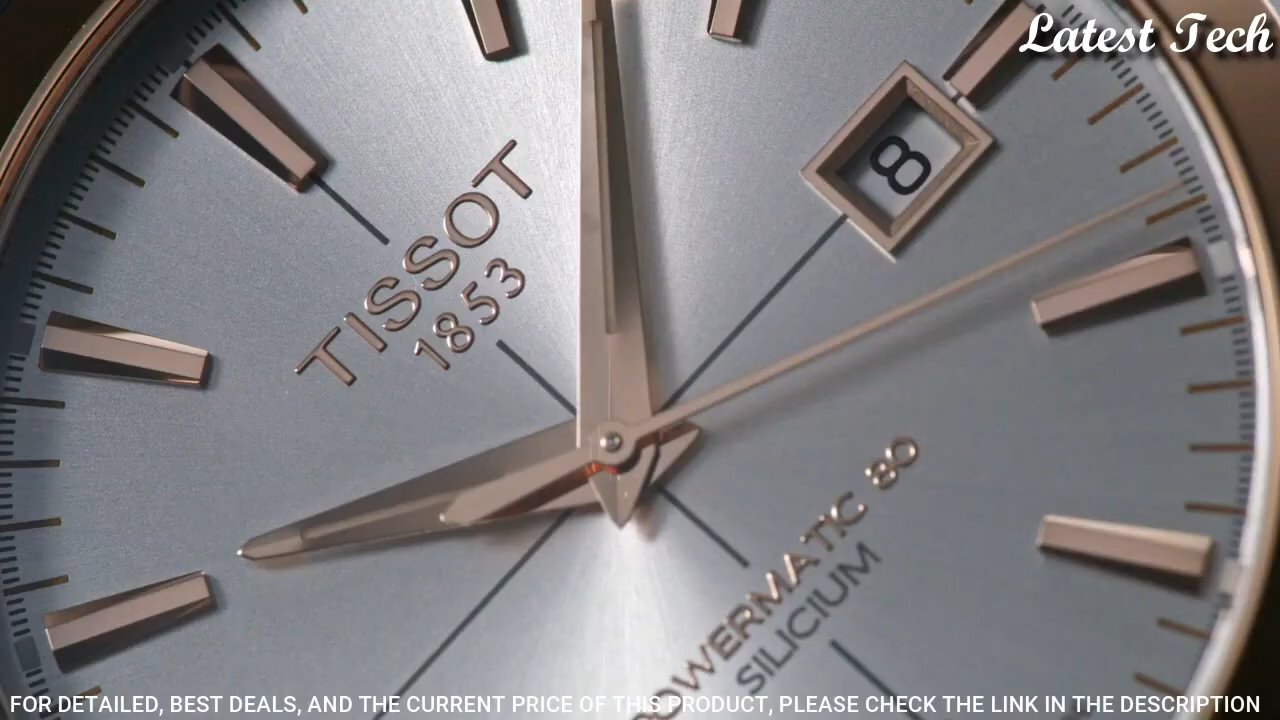 Latest Tech
8
TISSOT
1853
POWERMATIC 80
SILICIUM
FOR DETAILED, BEST DEALS, AND THE CURRENT PRICE OF THIS PRODUCT, PLEASE CHECK THE LINK IN THE DESCRIPTION